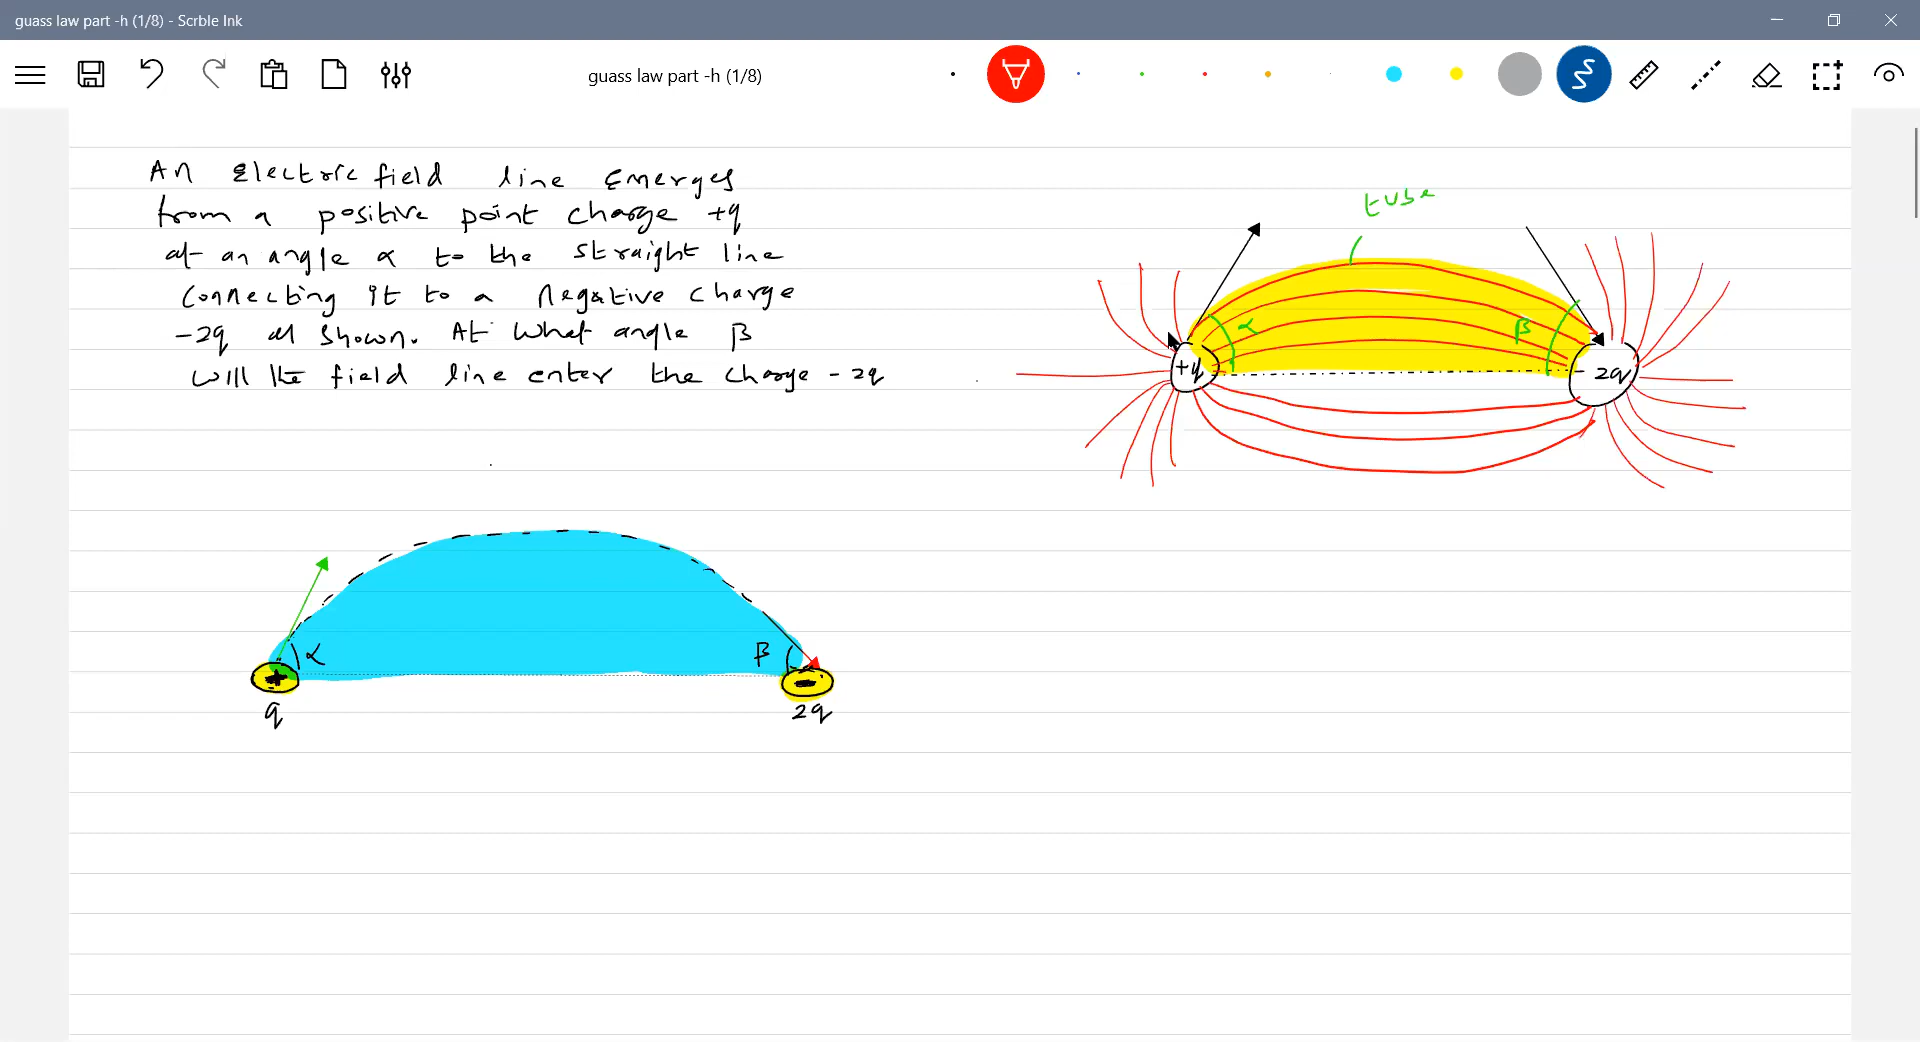 guass law part -h (1/8) - Scrble Ink
guass law part -h (1/8)
An Electric field line Emerges
from a positive point charge +q
at an angle α to the straight line
connecting it to a negative charge
-2q as shown. At what angle β
will the field line enter the charge -2q
tube
α
β
+q
- 2q
α
β
+
-
q
2q